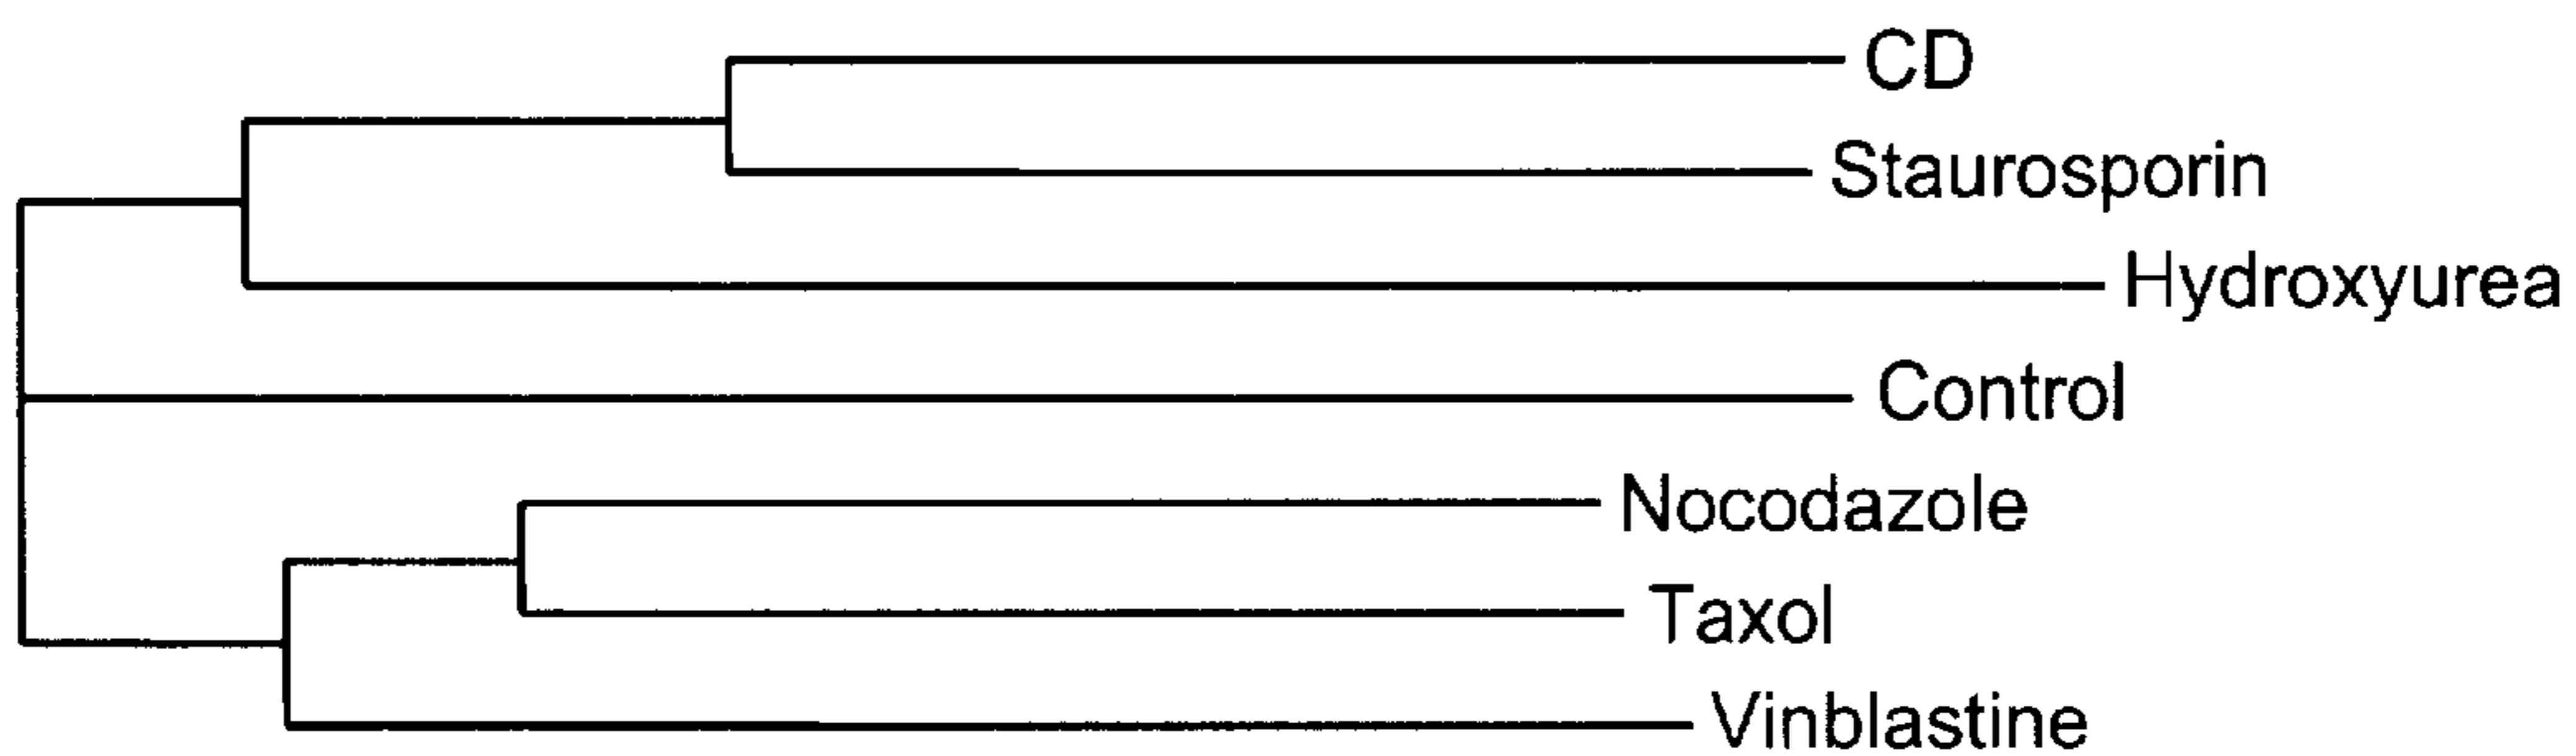 CD
Staurosporin
Hydroxyurea
Control
Nocodazole
Taxol
Vinblastine